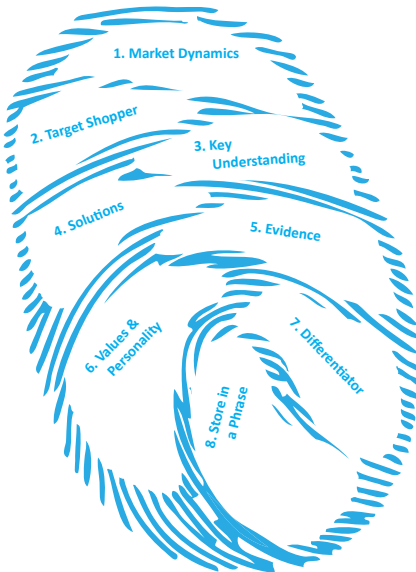 1. Market Dynamics
2. Target Shopper
3. Key
Understanding
4. Solutions
5. Evidence
6. Values &
Personality
7. Differentiator
8. Store in
a Phrase